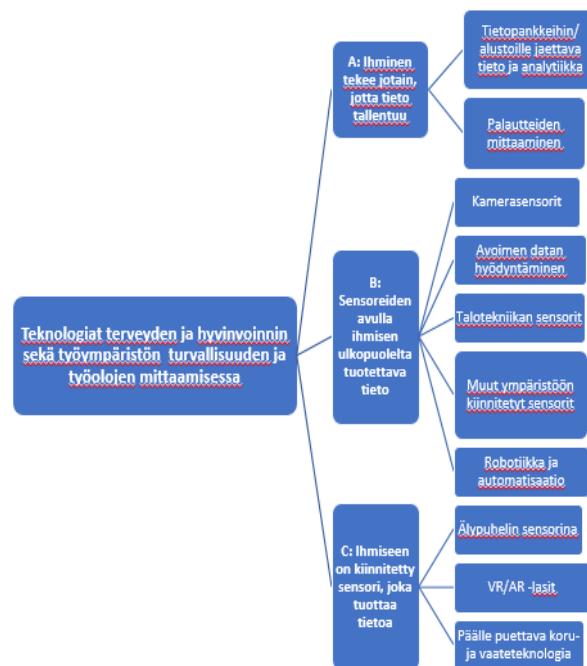 Teknologiat terveyden ja hyvinvoinnin
sekä työympäristön turvallisuuden ja
työolojen mittaamisessa
A: Ihminen
tekee jotain,
jotta tieto
tallentuu
Tietopankkeihin/
alustoille jaettava
tieto ja analytiikka
Palautteiden
mittaaminen
B:
Sensoreiden
avulla
ihmisen
ulkopuolelta
tuotettava
tieto
Kamerasensorit
Avoimen datan
hyödyntäminen
Talotekniikan sensorit
Muut ympäristöön
kiinnitetyt sensorit
Robotiikka ja
automatisaatio
C: Ihmiseen
on kiinnitetty
sensori, joka
tuottaa
tietoa
Älypuhelin sensorina
VR/AR -lasit
Päälle puettava koru-
ja vaateteknologia